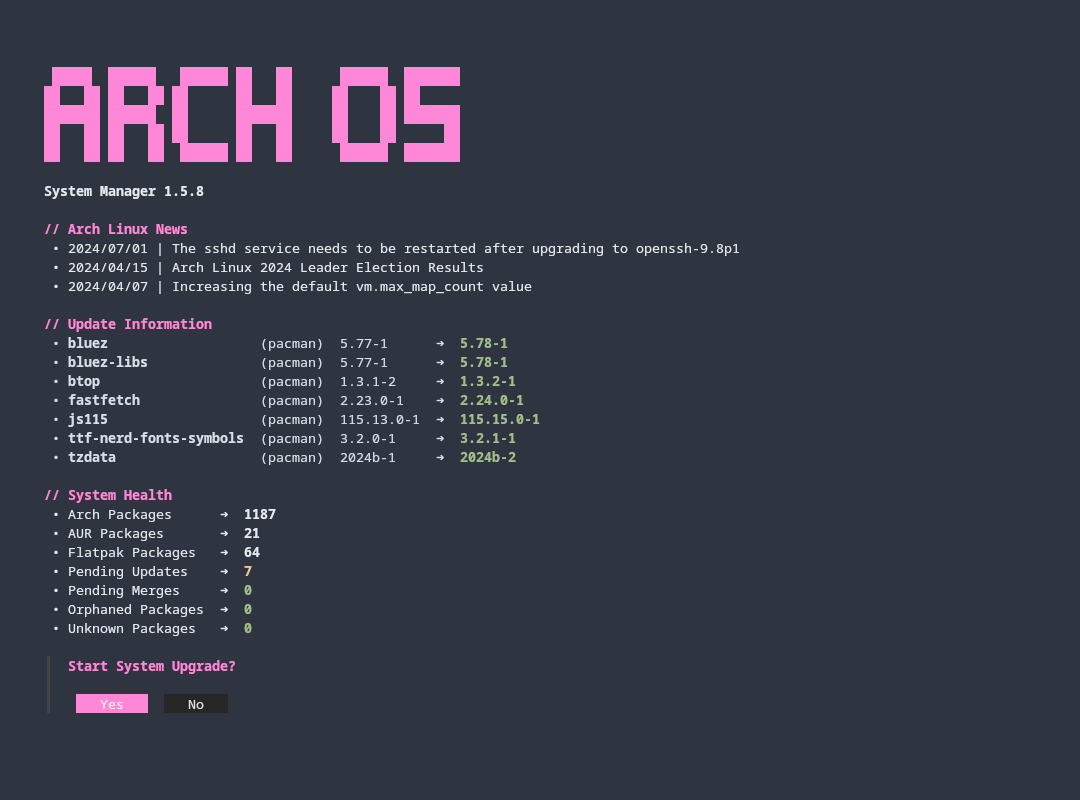 ARCH OS
System Manager 1.5.8
// Arch Linux News
• 2024/07/01 | The sshd service needs to be restarted after upgrading to openssh-9.8p1
• 2024/04/15 | Arch Linux 2024 Leader Election Results
• 2024/04/07 | Increasing the default vm.max_map_count value
// Update Information
• bluez (pacman) 5.77-1 ➜ 5.78-1
• bluez-libs (pacman) 5.77-1 ➜ 5.78-1
• btop (pacman) 1.3.1-2 ➜ 1.3.2-1
• fastfetch (pacman) 2.23.0-1 ➜ 2.24.0-1
• js115 (pacman) 115.13.0-1 ➜ 115.15.0-1
• ttf-nerd-fonts-symbols (pacman) 3.2.0-1 ➜ 3.2.1-1
• tzdata (pacman) 2024b-1 ➜ 2024b-2
// System Health
• Arch Packages ➜ 1187
• AUR Packages ➜ 21
• Flatpak Packages ➜ 64
• Pending Updates ➜ 7
• Pending Merges ➜ 0
• Orphaned Packages ➜ 0
• Unknown Packages ➜ 0
Start System Upgrade?
Yes No